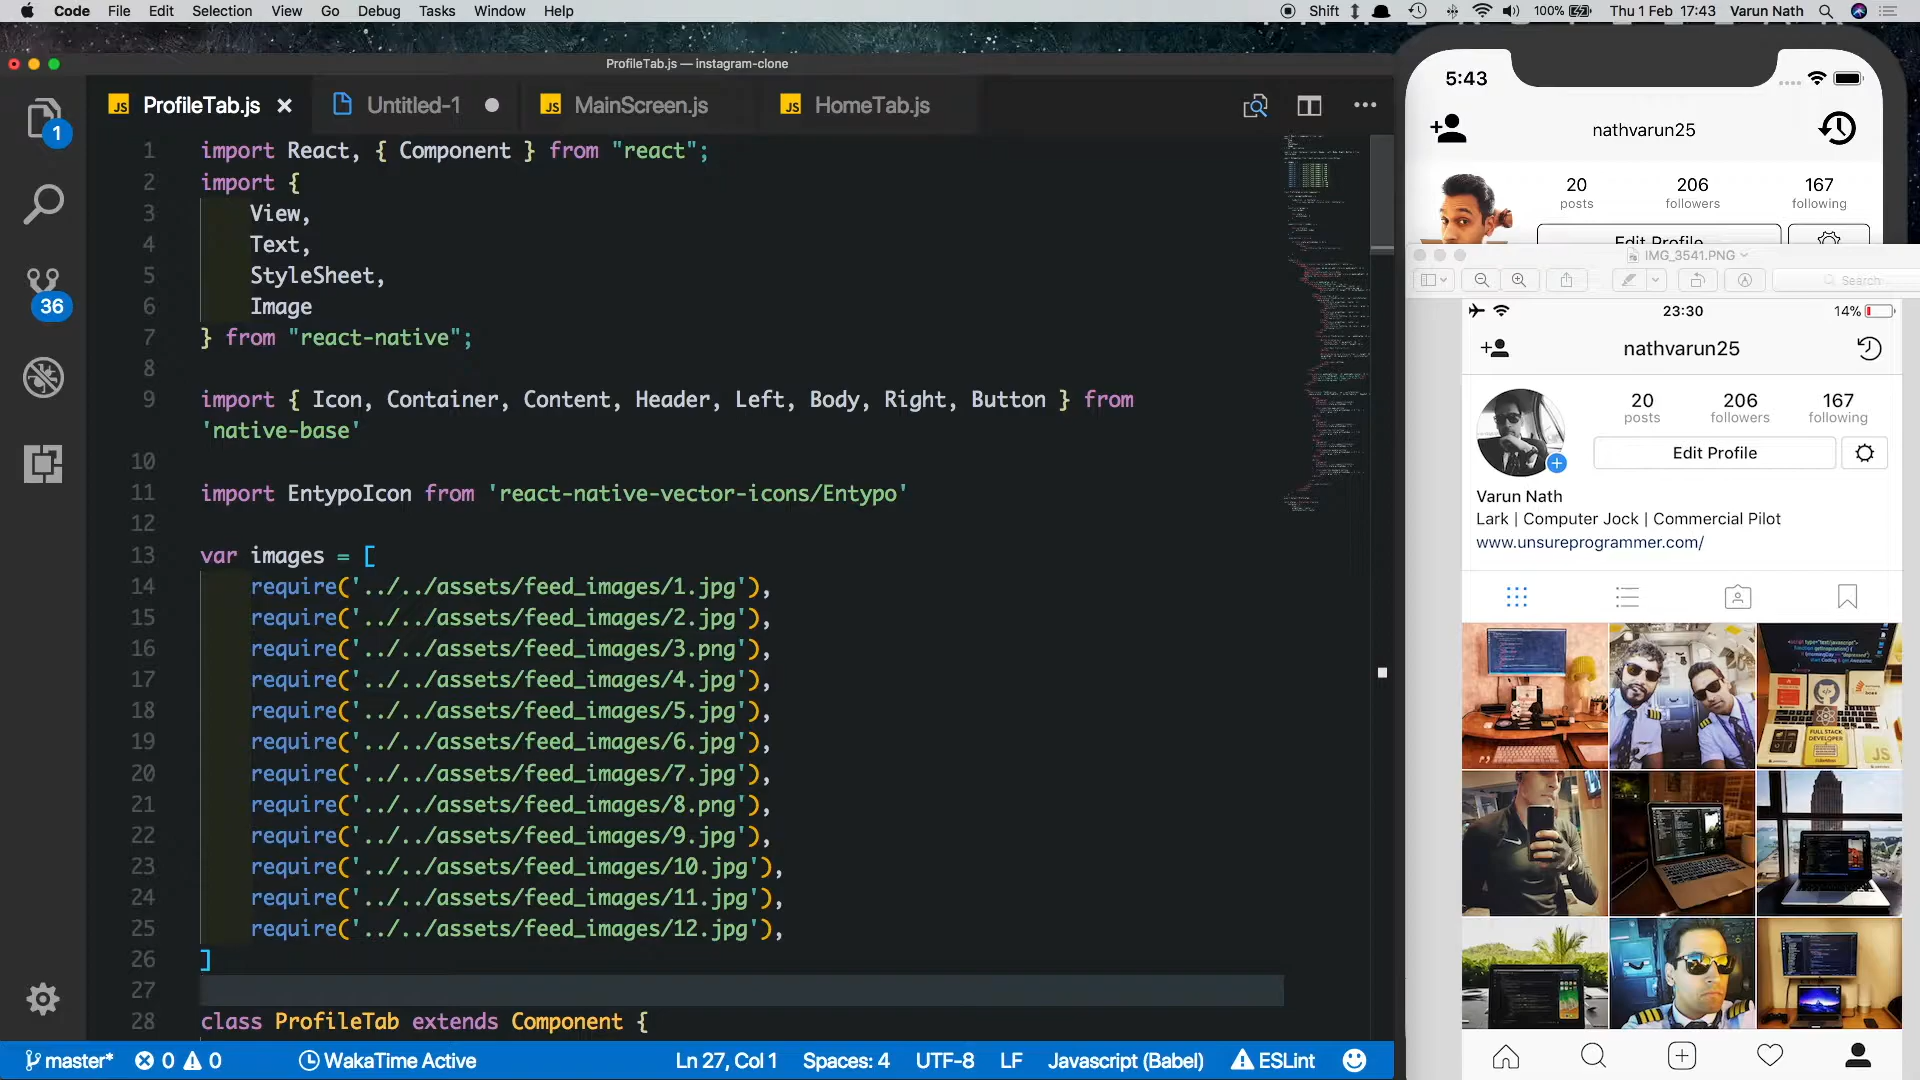 Code File Edit Selection View Go Debug Tasks Window Help
Shift 100% Thu 1 Feb 17:43 Varun Nath
ProfileTab.js — instagram-clone
JS ProfileTab.js × Untitled-1 JS MainScreen.js JS HomeTab.js
1
36
1 import React, { Component } from "react";
2 import {
3 View,
4 Text,
5 StyleSheet,
6 Image
7 } from "react-native";
8
9 import { Icon, Container, Content, Header, Left, Body, Right, Button } from
'native-base'
10
11 import EntypoIcon from 'react-native-vector-icons/Entypo'
12
13 var images = [
14 require('../../assets/feed_images/1.jpg'),
15 require('../../assets/feed_images/2.jpg'),
16 require('../../assets/feed_images/3.png'),
17 require('../../assets/feed_images/4.jpg'),
18 require('../../assets/feed_images/5.jpg'),
19 require('../../assets/feed_images/6.jpg'),
20 require('../../assets/feed_images/7.jpg'),
21 require('../../assets/feed_images/8.png'),
22 require('../../assets/feed_images/9.jpg'),
23 require('../../assets/feed_images/10.jpg'),
24 require('../../assets/feed_images/11.jpg'),
25 require('../../assets/feed_images/12.jpg'),
26 ]
27
28 class ProfileTab extends Component {
master* 0 0 WakaTime Active Ln 27, Col 1 Spaces: 4 UTF-8 LF Javascript (Babel) ESLint
5:43
nathvarun25
20 206 167
posts followers following
Edit Profile
IMG_3541.PNG
Search
23:30 14%
nathvarun25
20 206 167
posts followers following
Edit Profile
Varun Nath
Lark | Computer Jock | Commercial Pilot
www.unsureprogrammer.com/
FULL STACK
DEVELOPER
JS